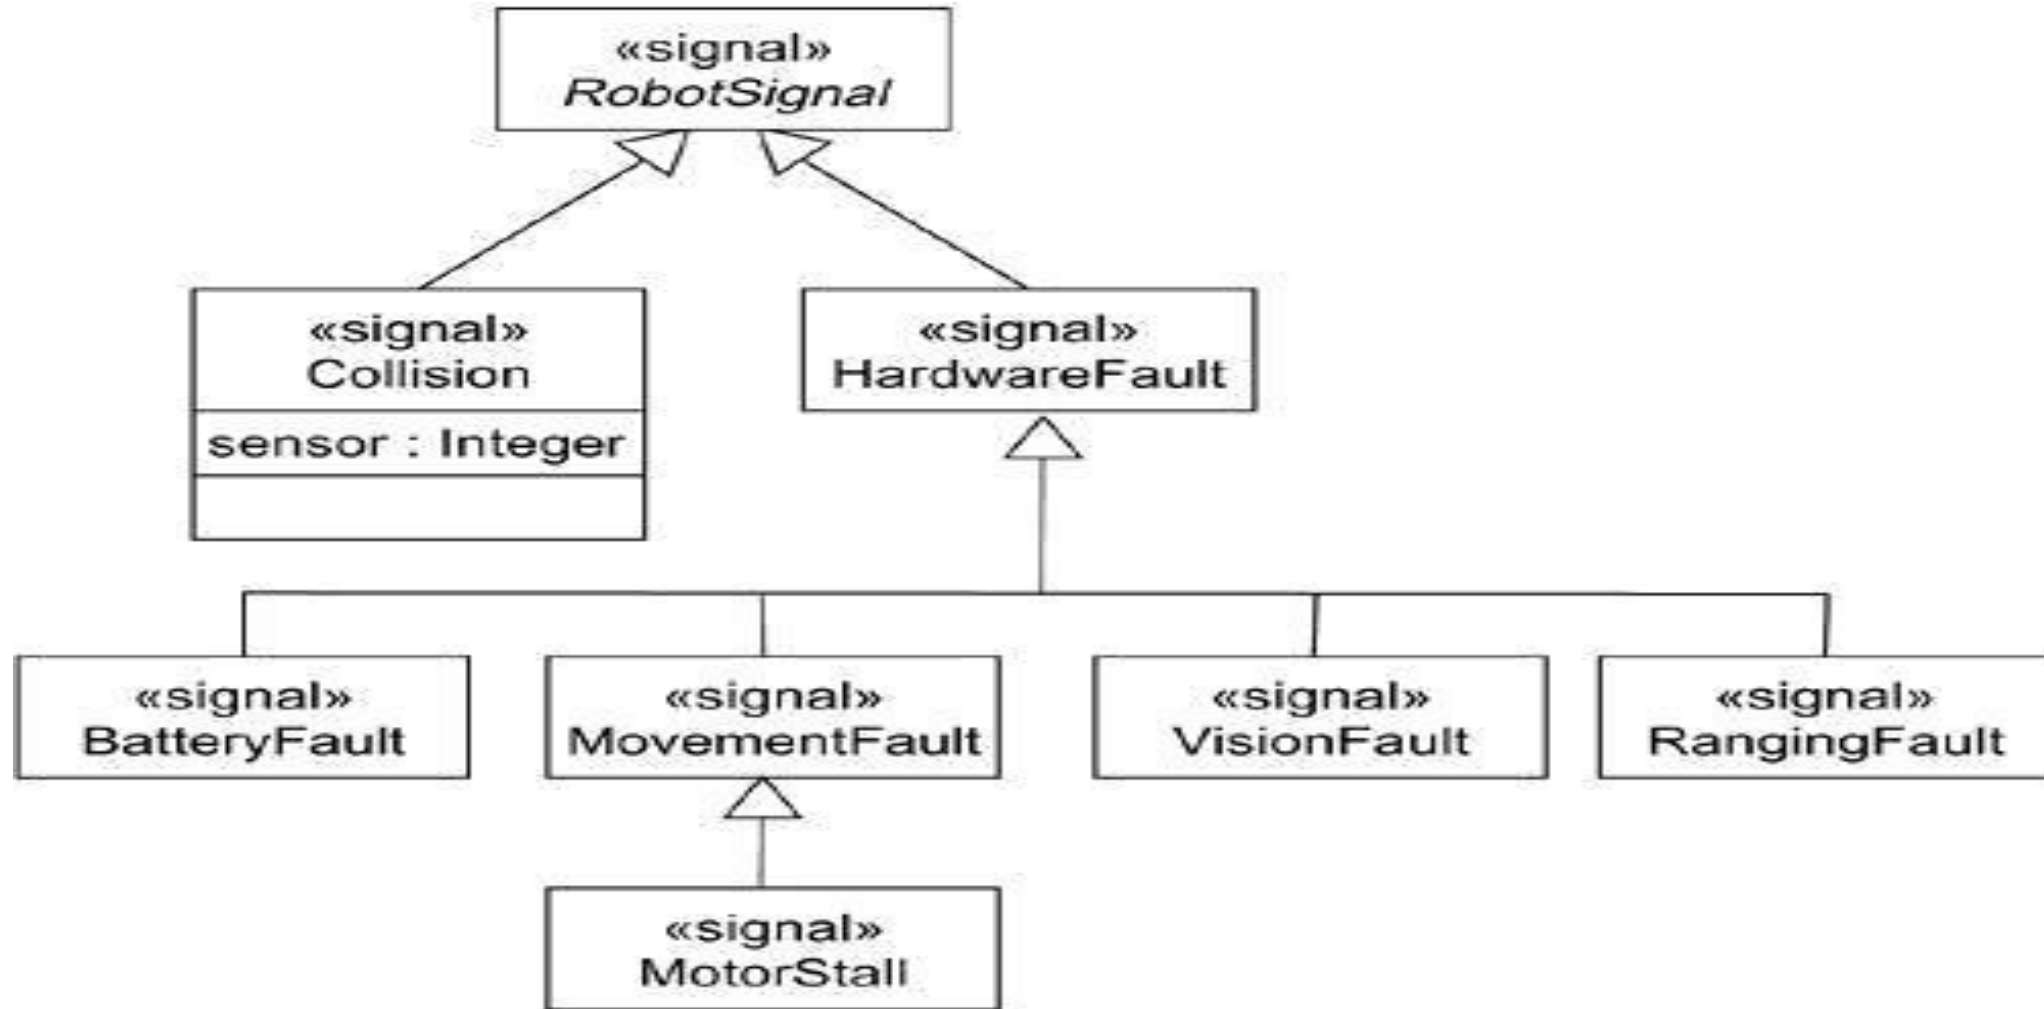 «signal»
RobotSignal
«signal»
Collision
sensor : Integer
«signal»
HardwareFault
«signal»
BatteryFault
«signal»
MovementFault
«signal»
VisionFault
«signal»
RangingFault
«signal»
MotorStall